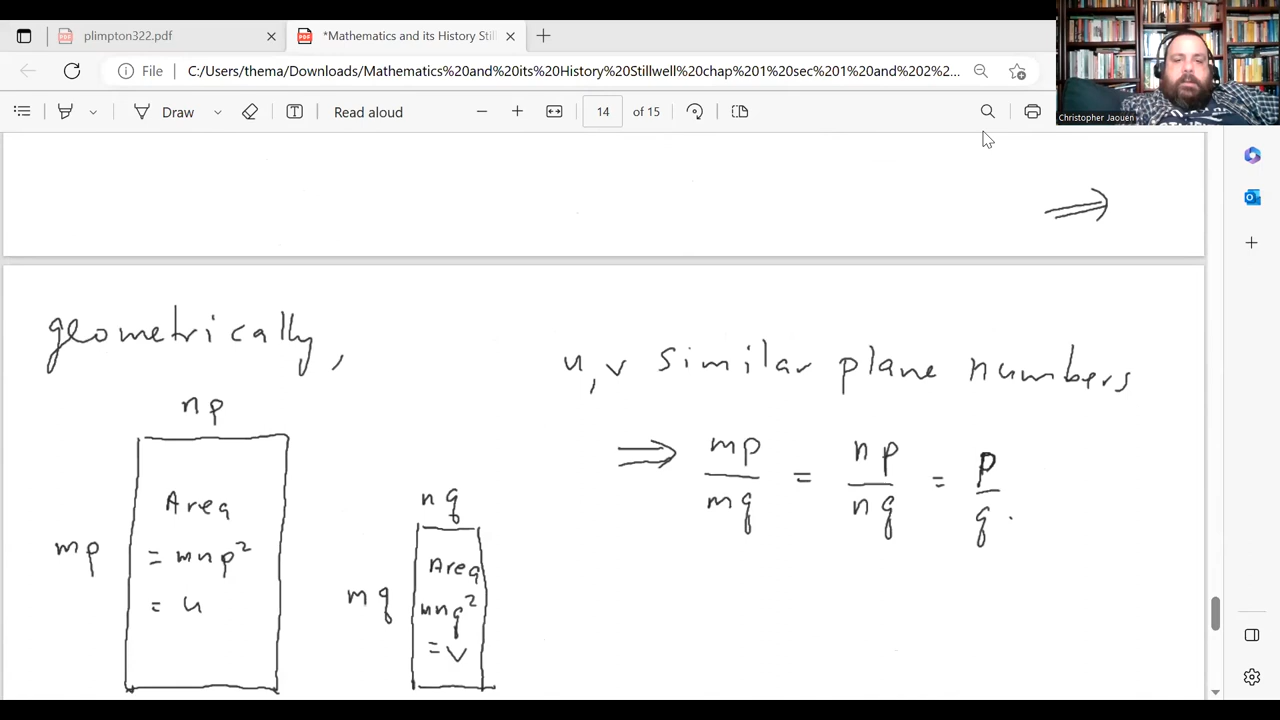 plimpton322.pdf
*Mathematics and its History Still
File
C:/Users/thema/Downloads/Mathematics%20and%20its%20History%20Stillwell%20chap%201%20sec%201%20and%202%2...
Draw
Read aloud
14 of 15
Christopher Jaouen
⇒
geometrically,
u, v similar plane numbers
⇒ mp/mq = np/nq = p/q.
np
Area
= mnp²
= u
mp
nq
Area
mnq²
= v
mq